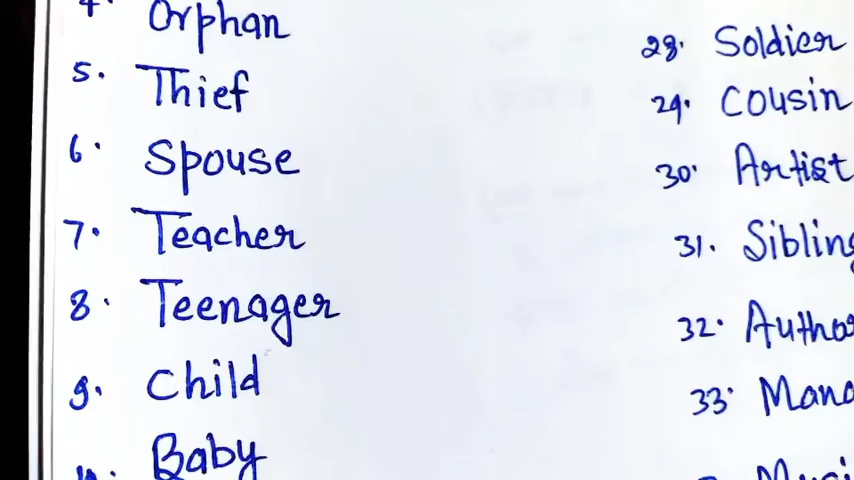 4. Orphan
5. Thief
6. Spouse
7. Teacher
8. Teenager
9. Child
Baby
28. Soldier
29. Cousin
30. Artist
31. Sibling
32. Author
33.